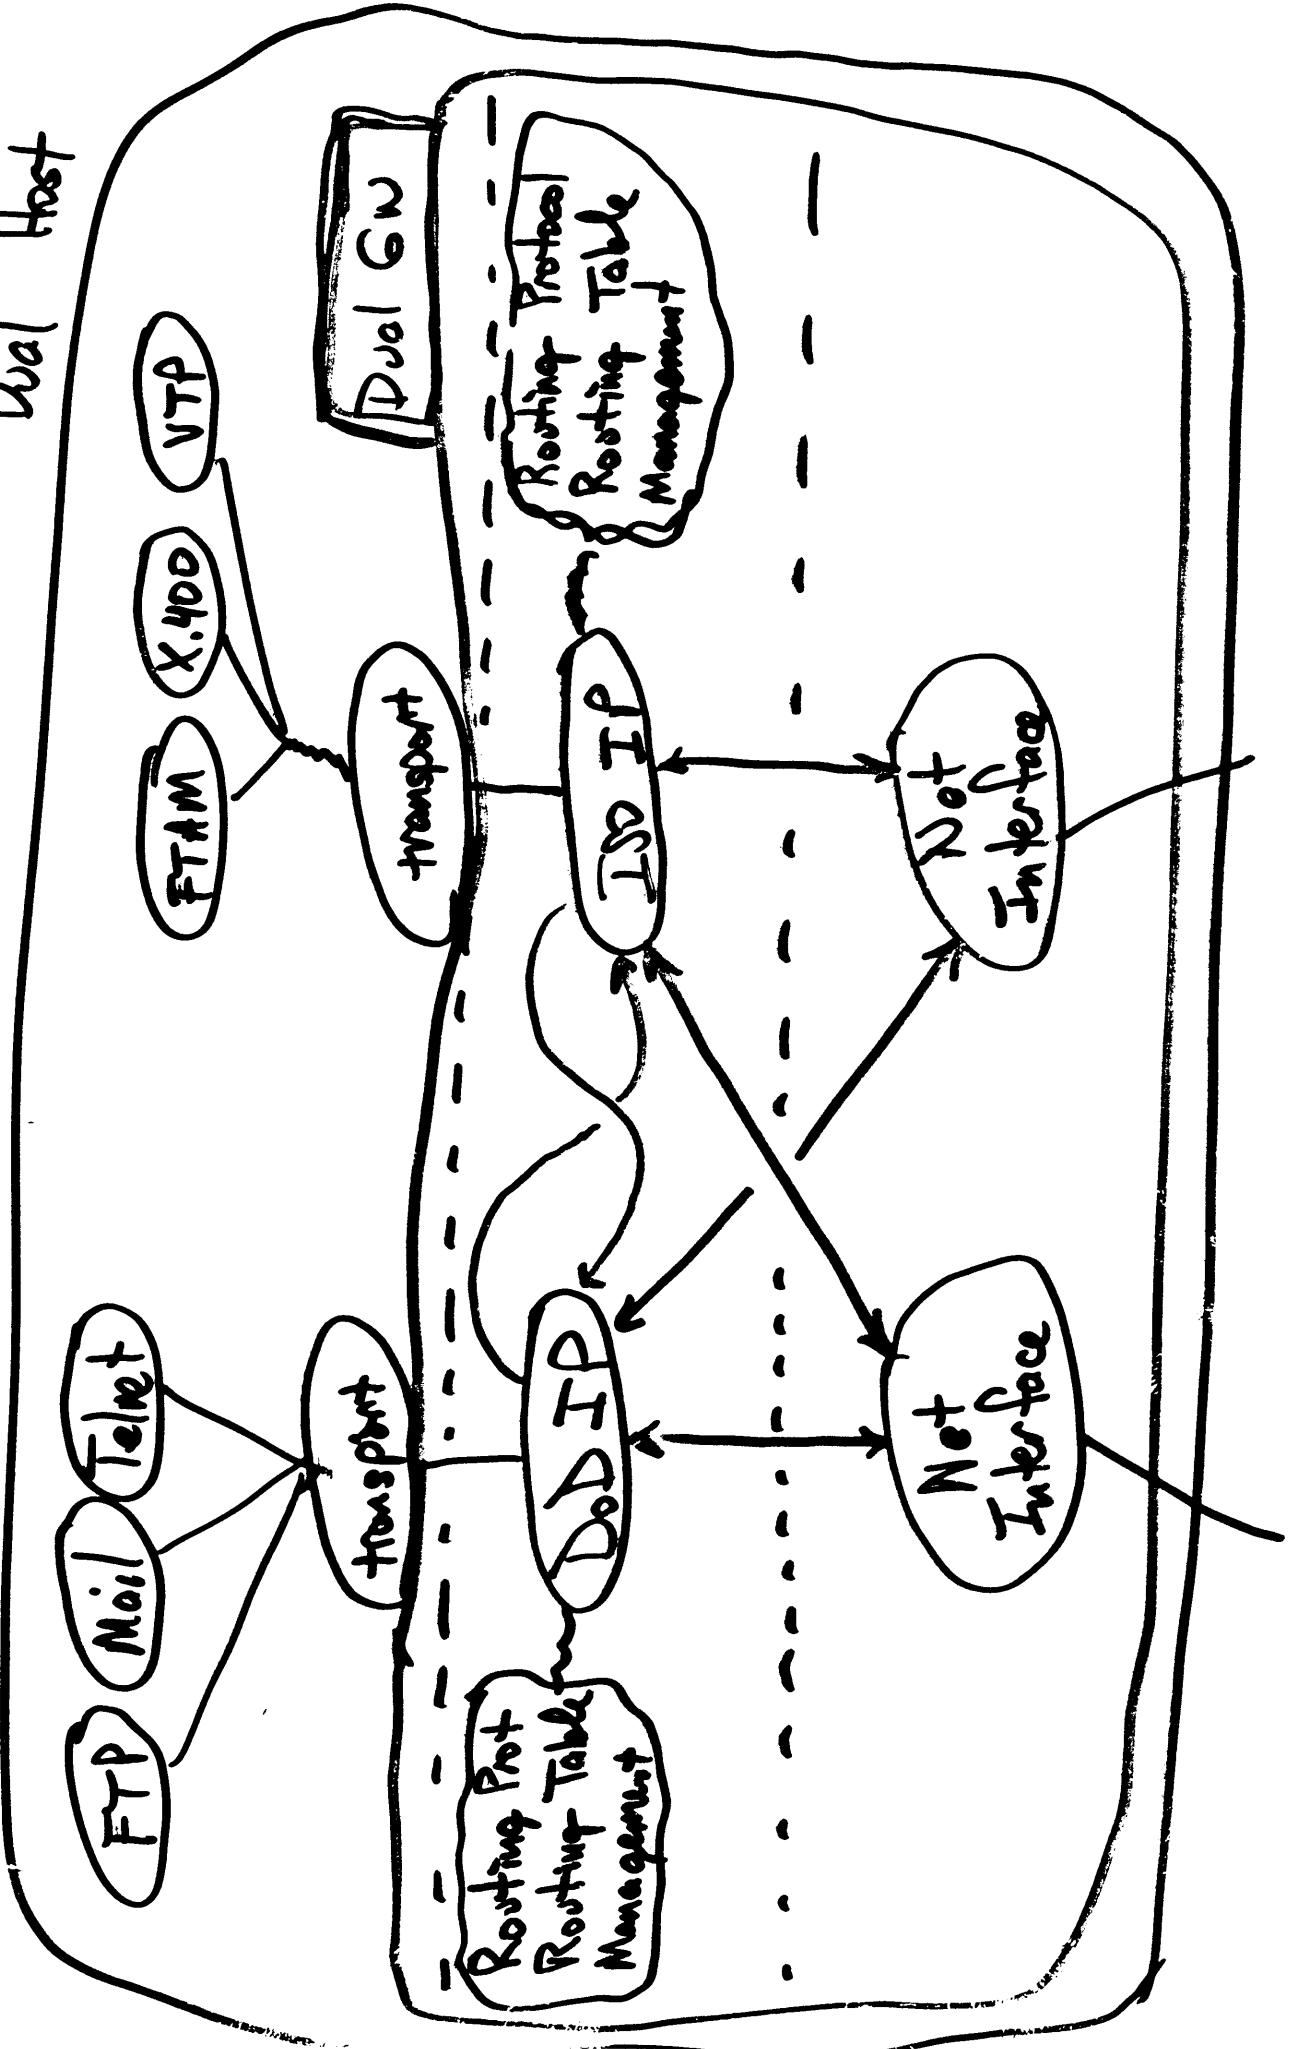 Dual Host
FTP
Mail
Telnet
FTAM
X.400
VTP
transport
transport
Dual GW
Routing Prot
Routing Table
Management
DoD IP
ISO IP
Routing Protocol
Routing Table
Management
Net
Interface
Net
Interface